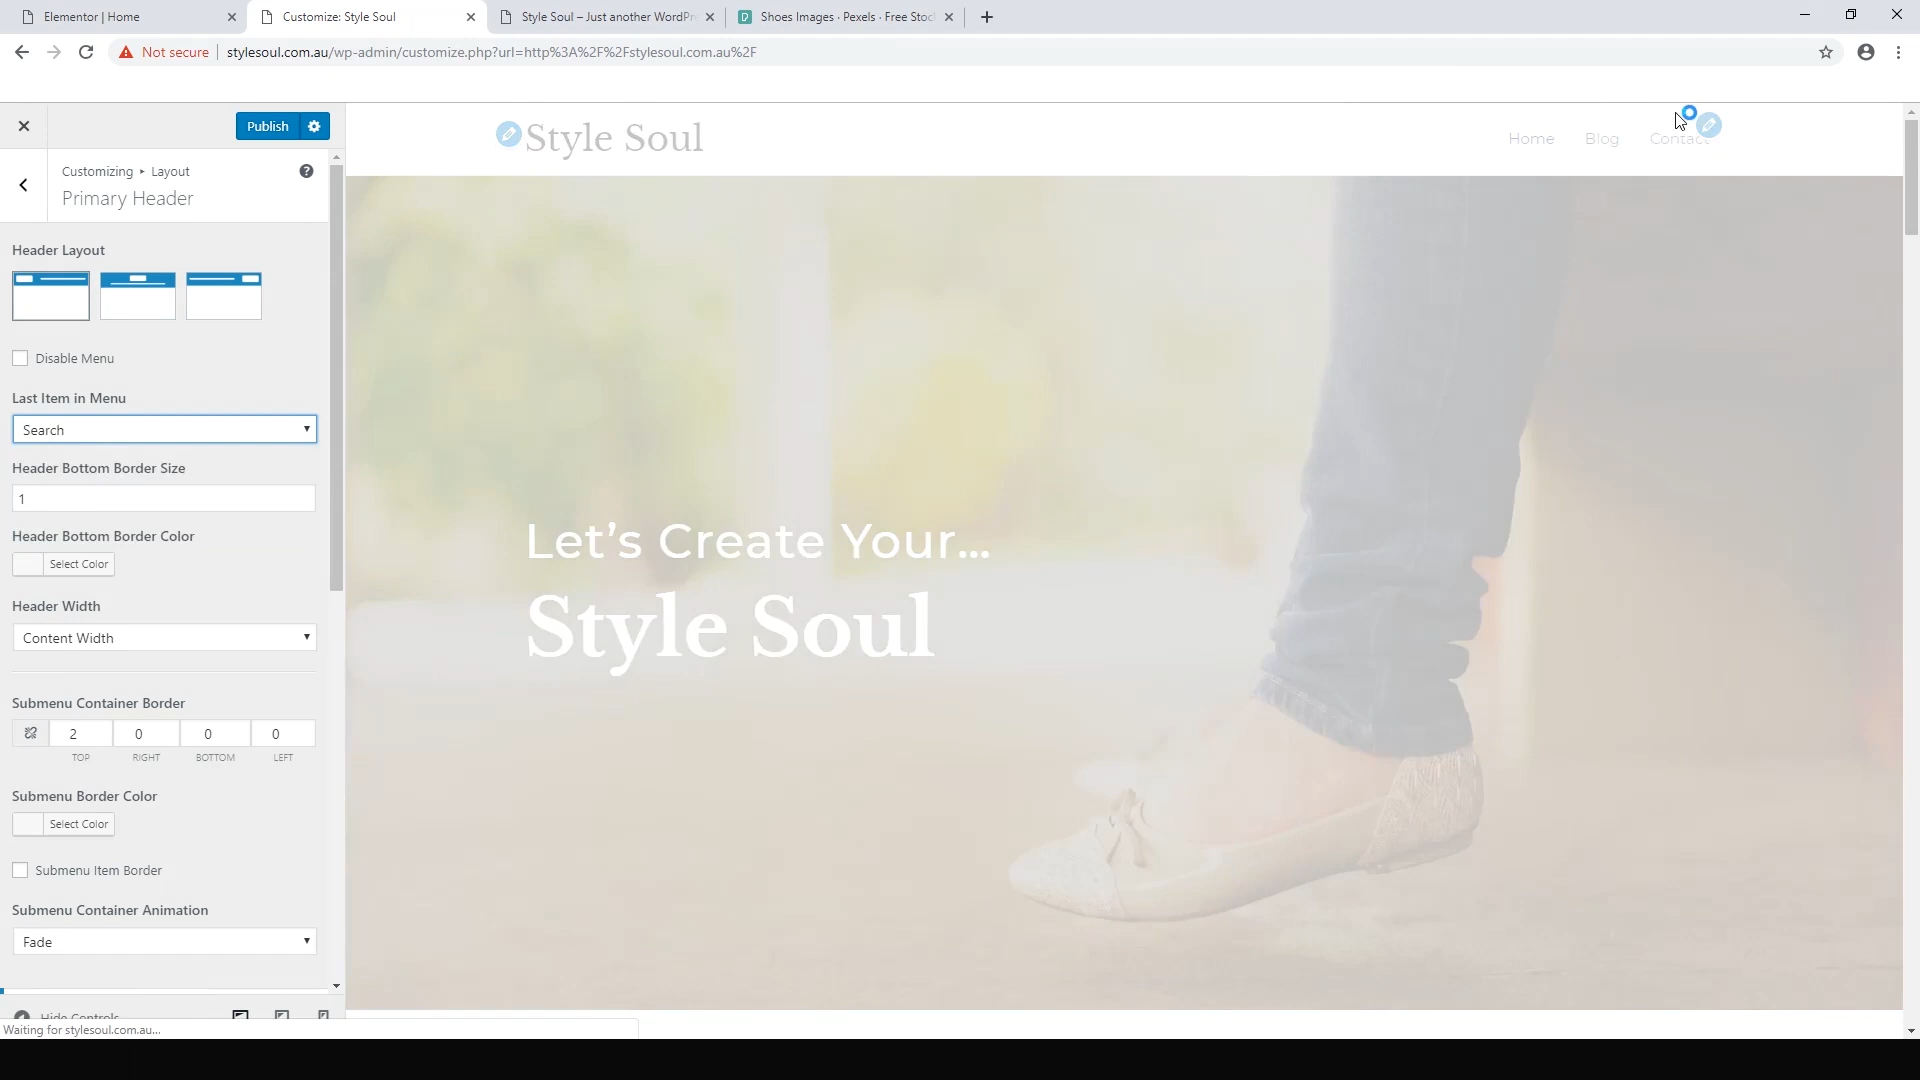 Elementor | Home
Customize: Style Soul
Style Soul – Just another WordPr
Shoes Images · Pexels · Free Stoc
Not secure
stylesoul.com.au/wp-admin/customize.php?url=http%3A%2F%2Fstylesoul.com.au%2F
Publish
Customizing ▸ Layout
Primary Header
Style Soul
Home
Blog
Contact
Header Layout
Disable Menu
Last Item in Menu
Search
Header Bottom Border Size
1
Header Bottom Border Color
Select Color
Header Width
Content Width
Let's Create Your...
Style Soul
Submenu Container Border
2 0 0 0
TOP RIGHT BOTTOM LEFT
Submenu Border Color
Select Color
Submenu Item Border
Submenu Container Animation
Fade
Hide Controls
Waiting for stylesoul.com.au...